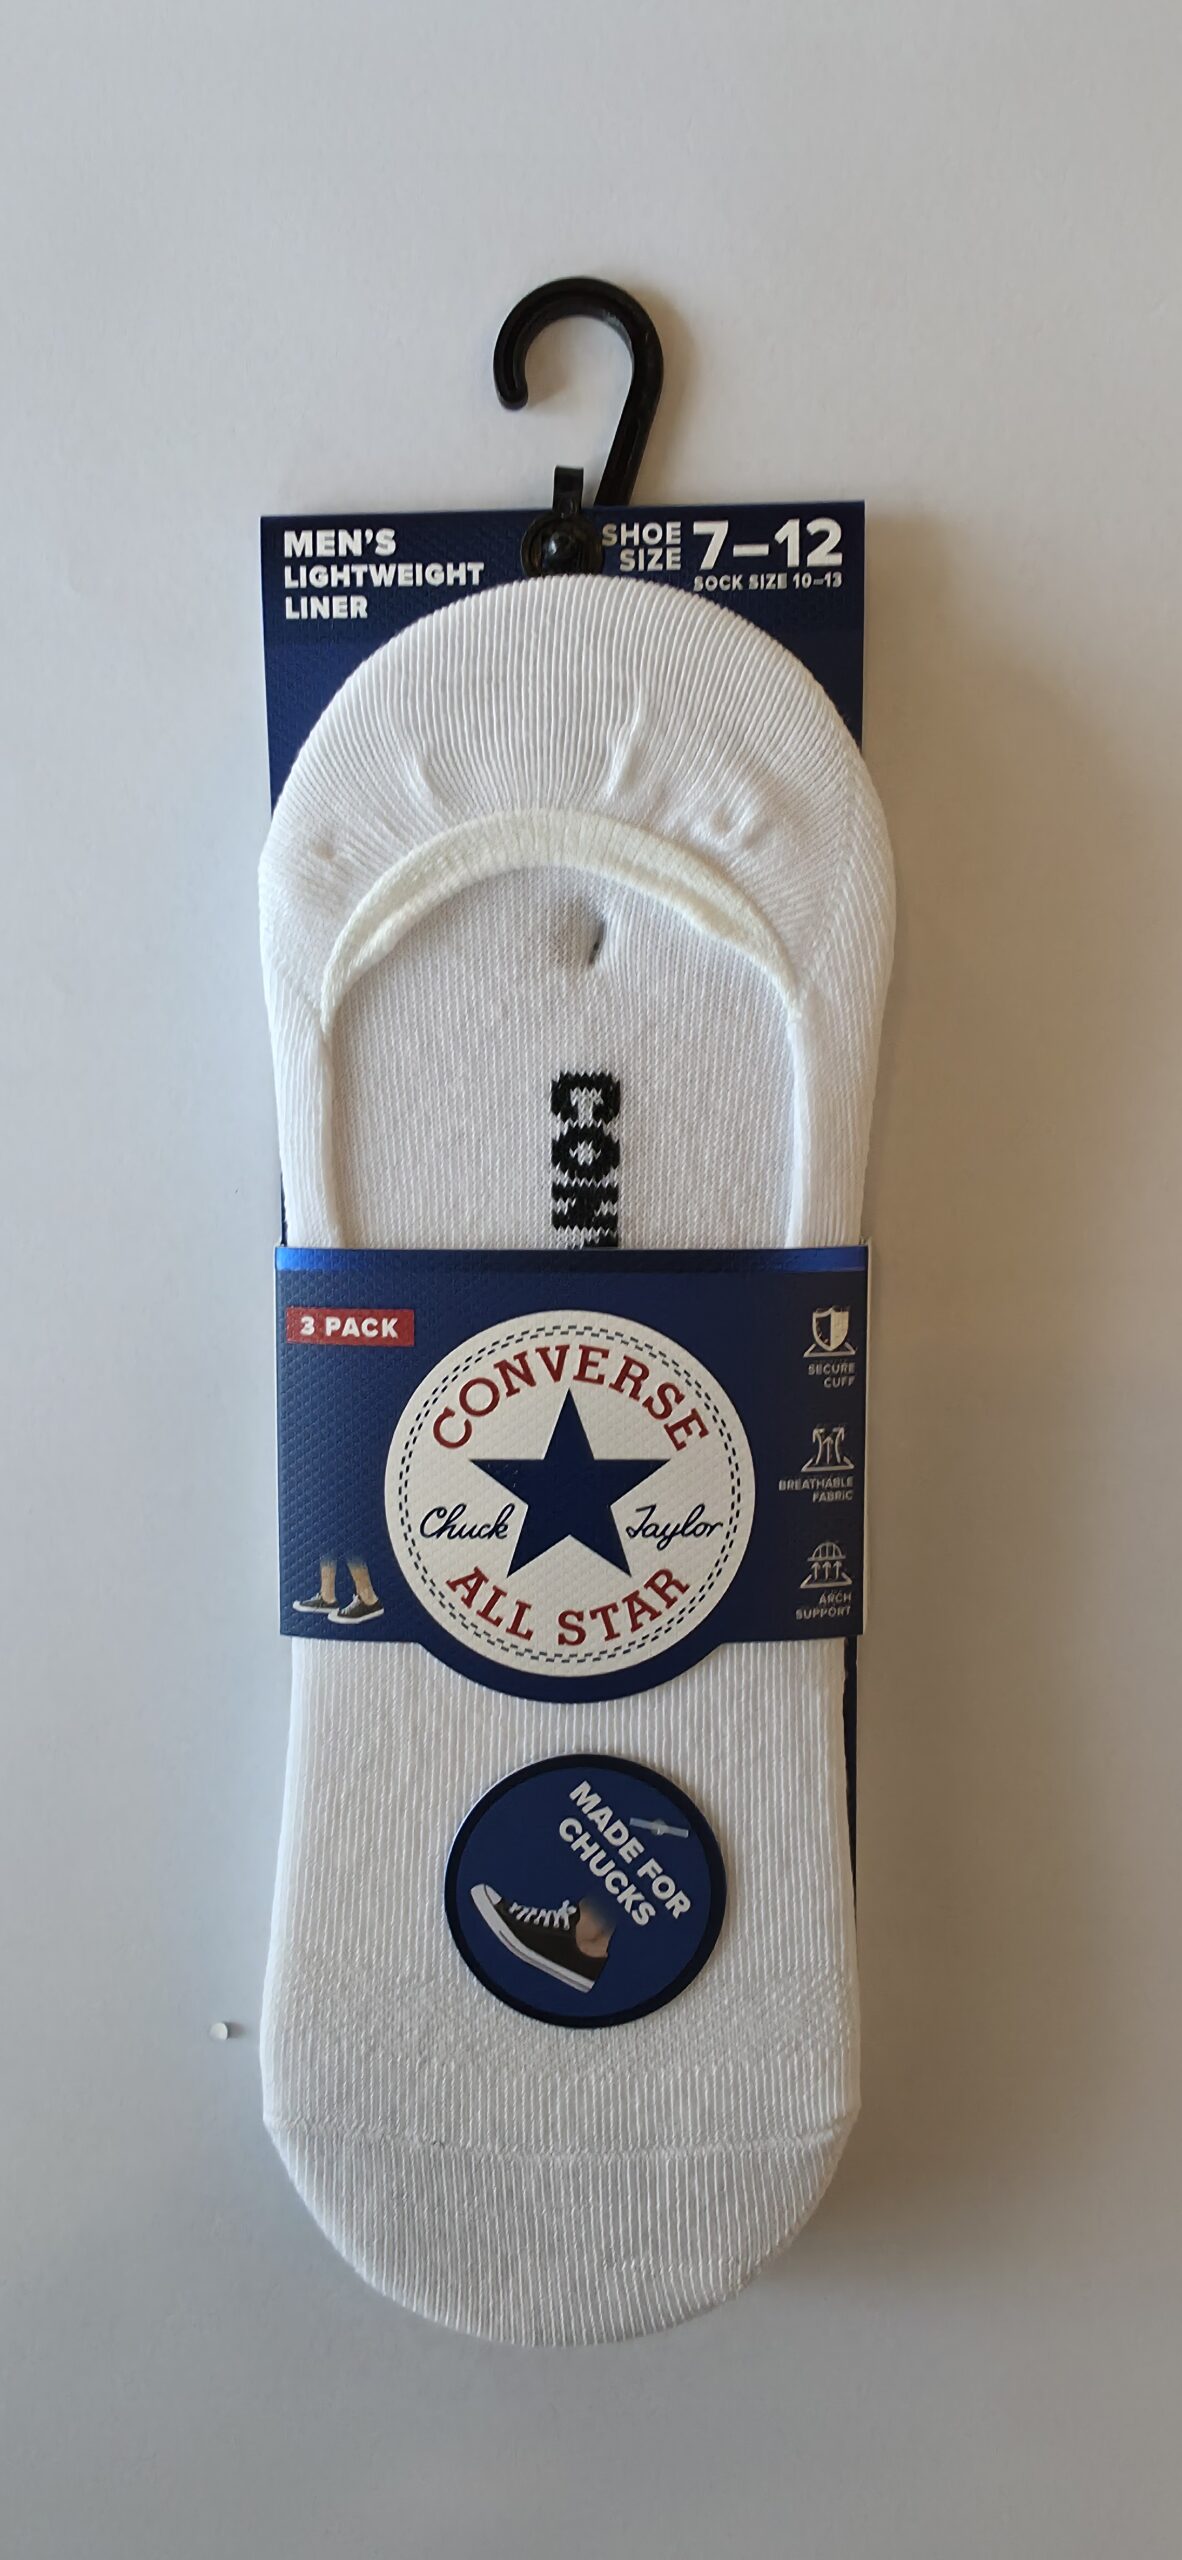 MEN'S
LIGHTWEIGHT
LINER
SHOE
SIZE
7–12
SOCK SIZE 10–13
CON
3 PACK
CONVERSE
Chuck Taylor
ALL STAR
SECURE
CUFF
BREATHABLE
FABRIC
ARCH
SUPPORT
MADE FOR
CHUCKS